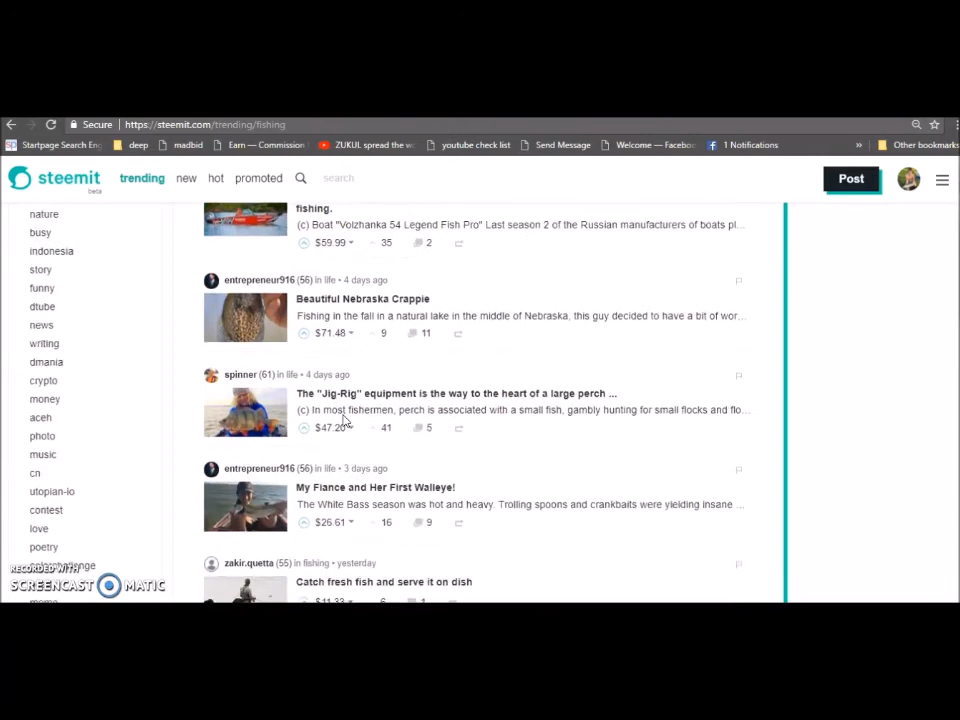 Secure https://steemit.com/trending/fishing
Startpage Search Eng deep madbid Earn — Commission ZUKUL spread the w youtube check list Send Message Welcome — Faceboo 1 Notifications » Other bookmarks
steemit beta trending new hot promoted search Post
nature
busy
indonesia
story
funny
dtube
news
writing
dmania
crypto
money
aceh
photo
music
cn
utopian-io
contest
love
poetry
fishing.
(c) Boat "Volzhanka 54 Legend Fish Pro" Last season 2 of the Russian manufacturers of boats pl...
$59.99 35 2
entrepreneur916 (56) in life • 4 days ago
Beautiful Nebraska Crappie
Fishing in the fall in a natural lake in the middle of Nebraska, this guy decided to have a bit of wor...
$71.48 9 11
spinner (61) in life • 4 days ago
The "Jig-Rig" equipment is the way to the heart of a large perch ...
(c) In most fishermen, perch is associated with a small fish, gambly hunting for small flocks and flo...
$47.20 41 5
entrepreneur916 (56) in life • 3 days ago
My Fiance and Her First Walleye!
The White Bass season was hot and heavy. Trolling spoons and crankbaits were yielding insane ...
$26.61 16 9
zakir.quetta (55) in fishing • yesterday
Catch fresh fish and serve it on dish
$11.33 6 1
RECORDED WITH
SCREENCAST MATIC